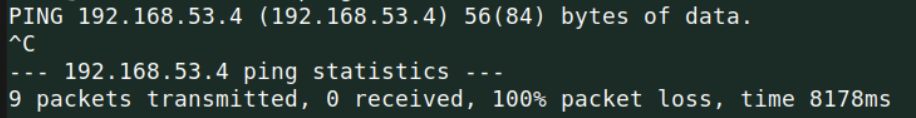 PING 192.168.53.4 (192.168.53.4) 56(84) bytes of data.
^C
--- 192.168.53.4 ping statistics ---
9 packets transmitted, 0 received, 100% packet loss, time 8178ms